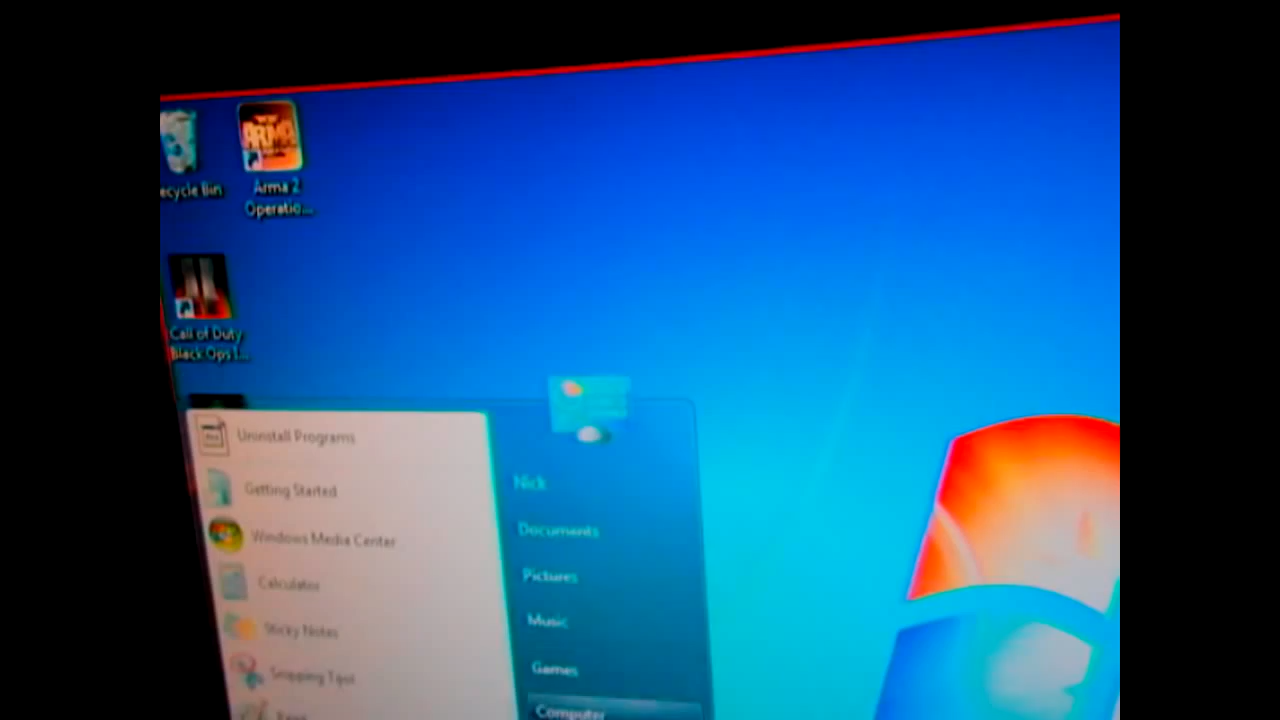 ecycle Bin
Arma 2
Operatio...
Call of Duty
Black Ops I...
Uninstall Programs
Getting Started
Windows Media Center
Calculator
Sticky Notes
Snipping Tool
Nick
Documents
Pictures
Music
Games
Computer